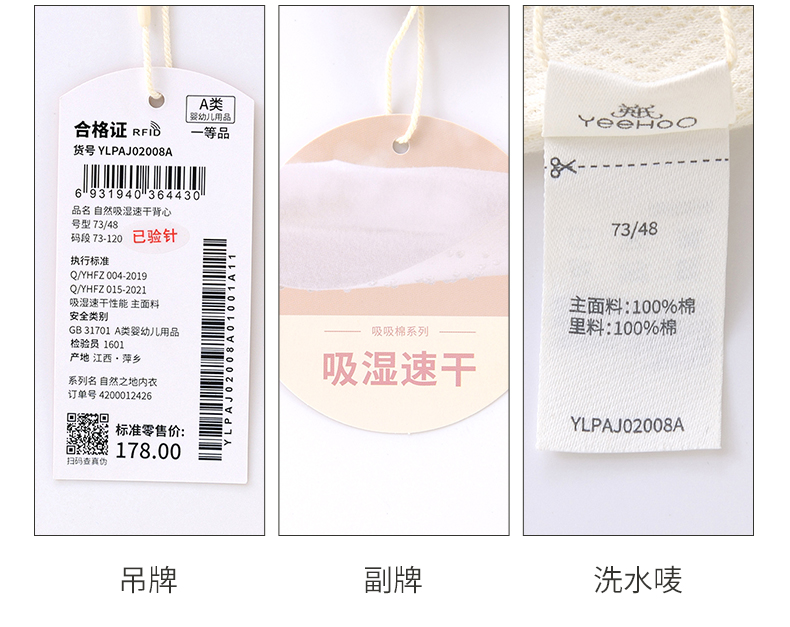 合格证 RFID
A类
婴幼儿用品
一等品
货号 YLPAJ02008A
6 931940 364430
品名 自然吸湿速干背心
号型 73/48
码段 73-120
已验针
执行标准
Q/YHFZ 004-2019
Q/YHFZ 015-2021
吸湿速干性能 主面料
安全类别
GB 31701 A类婴幼儿用品
检验员 1601
产地 江西·萍乡
系列名 自然之地内衣
订单号 4200012426
标准零售价:
178.00
扫码查真伪
YLPAJ02008A01001A11
吊牌
吸吸棉系列
吸湿速干
副牌
英氏
YeeHoO
73/48
主面料:100%棉
里料:100%棉
YLPAJ02008A
洗水唛